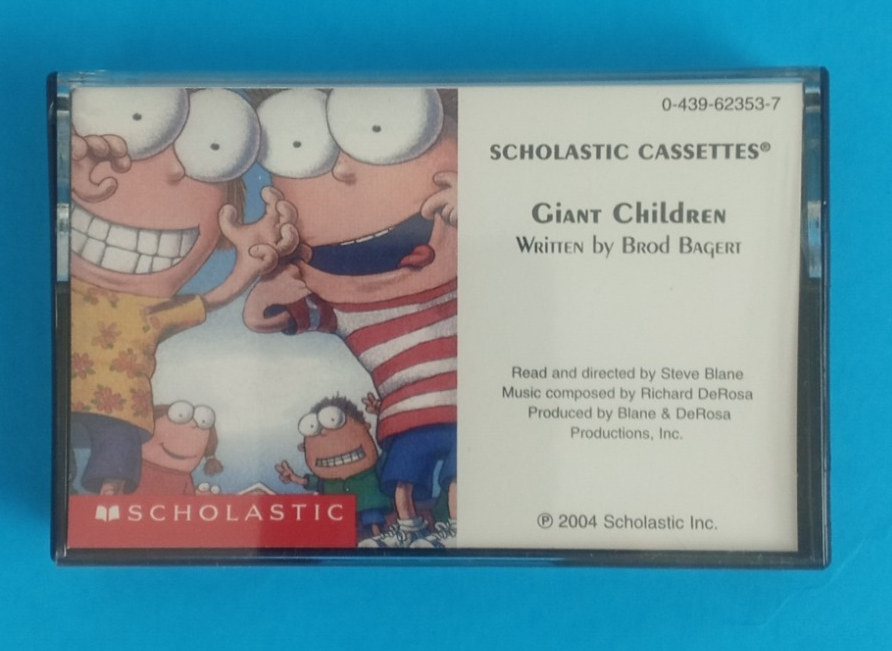 0-439-62353-7
SCHOLASTIC CASSETTES®
Giant Children
Written by Brod Bagert
Read and directed by Steve Blane
Music composed by Richard DeRosa
Produced by Blane & DeRosa
Productions, Inc.
℗ 2004 Scholastic Inc.
SCHOLASTIC